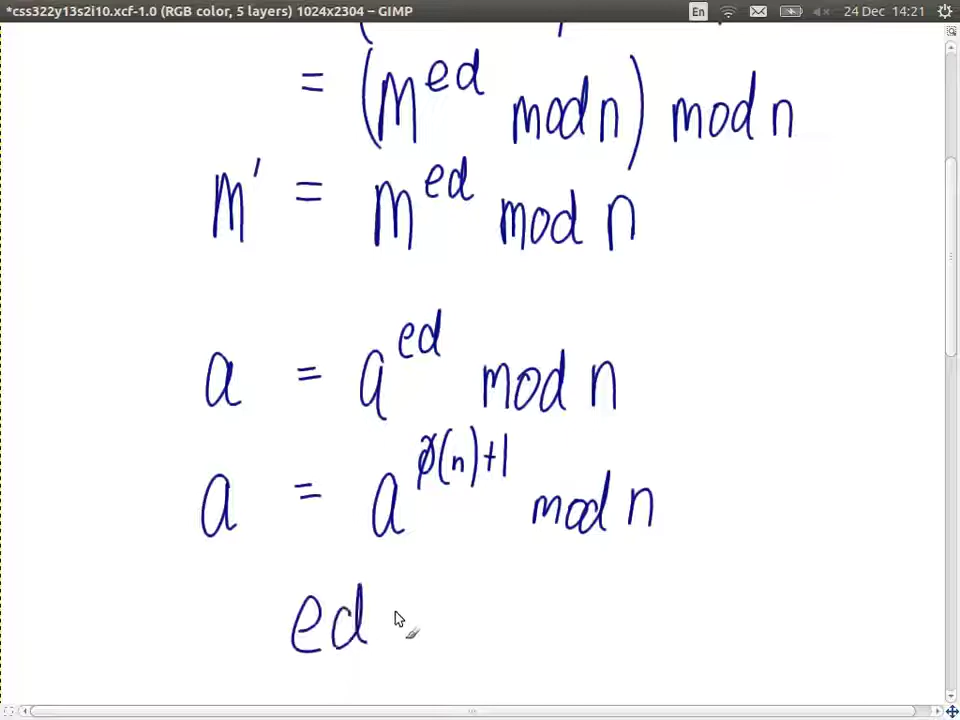 *css322y13s2i10.xcf-1.0 (RGB color, 5 layers) 1024x2304 – GIMP En 24 Dec 14:21
= (m^ed mod n) mod n
m' = m^ed mod n
a = a^ed mod n
a = a^ø(n)+1 mod n
ed